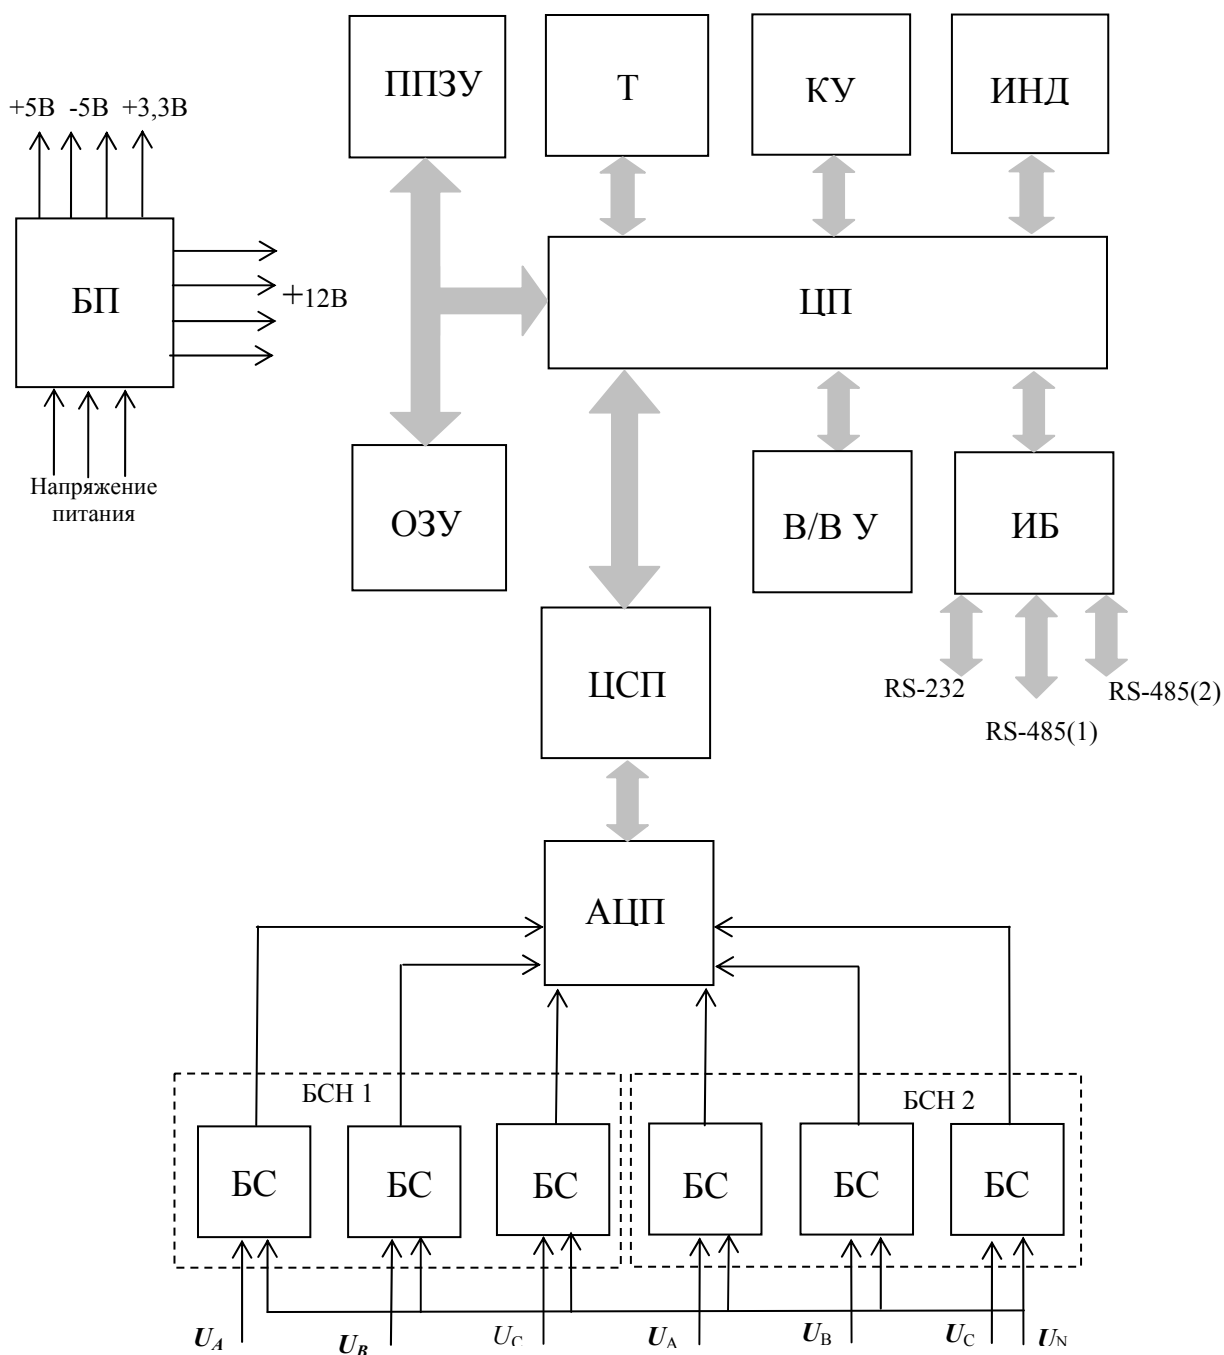 ППЗУ
Т
КУ
ИНД
+5В -5В +3,3В
БП
+12В
ЦП
Напряжение
питания
ОЗУ
В/В У
ИБ
ЦСП
RS-232
RS-485(2)
RS-485(1)
АЦП
БСН 1
БСН 2
БС
БС
БС
БС
БС
БС
UA
UB
UC
UA
UB
UC
UN